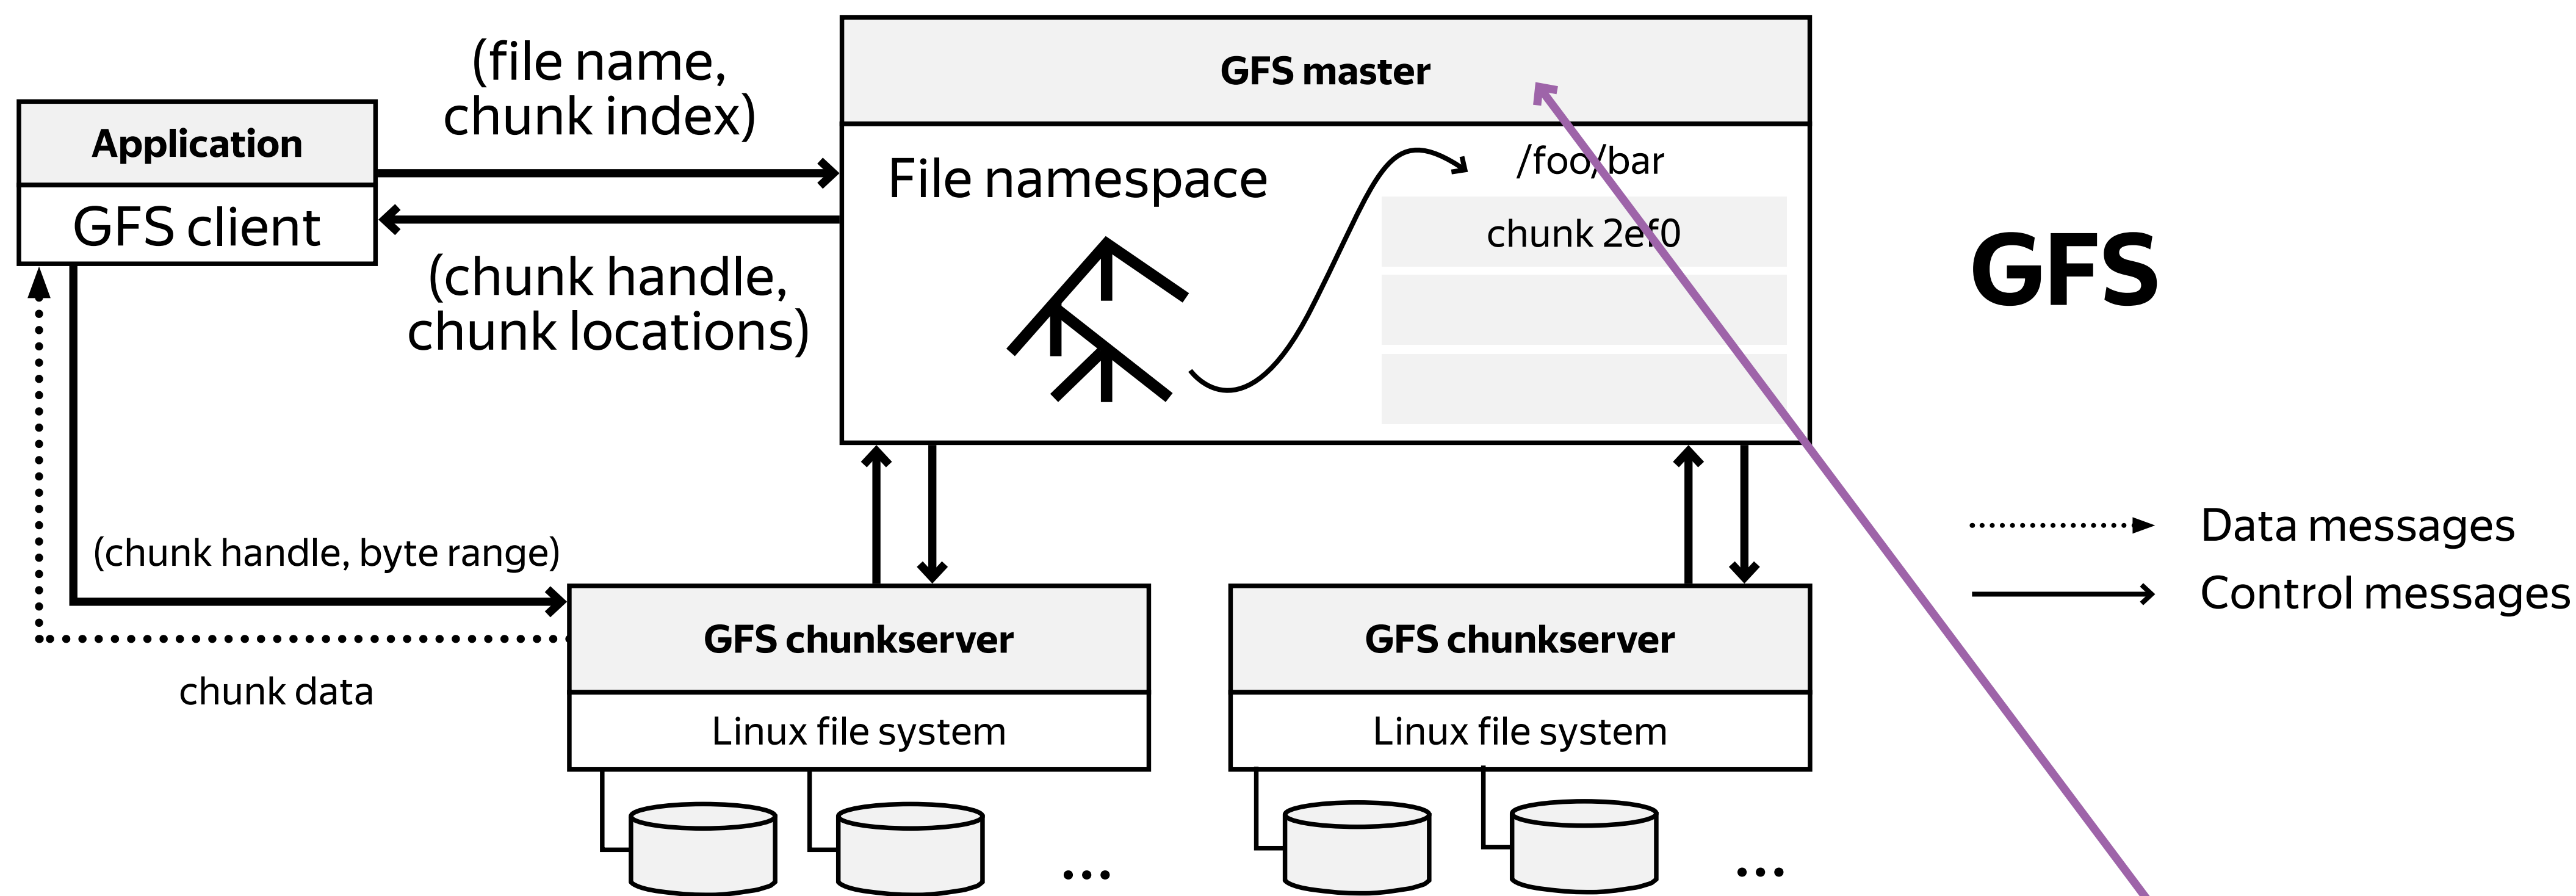 (file name,
chunk index)
GFS master
Application
GFS client
File namespace
/foo/bar
chunk 2ef0
(chunk handle,
chunk locations)
GFS
Data messages
Control messages
(chunk handle, byte range)
chunk data
GFS chunkserver
Linux file system
...
GFS chunkserver
Linux file system
...